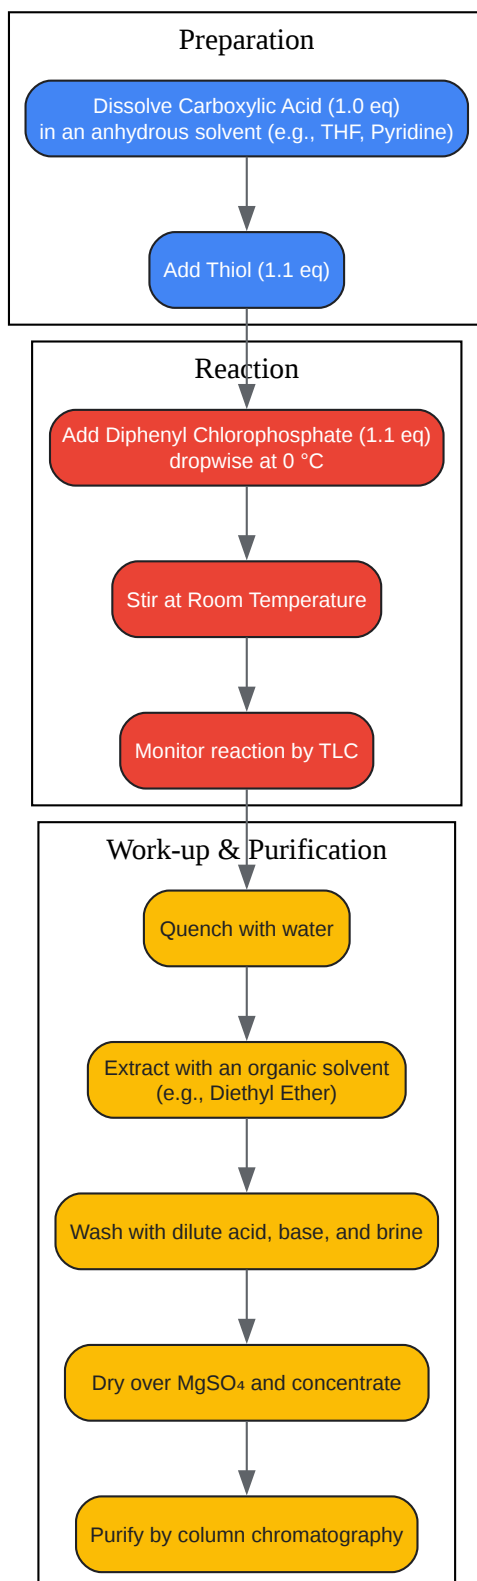 Preparation
Dissolve Carboxylic Acid (1.0 eq)
in an anhydrous solvent (e.g., THF, Pyridine)
Add Thiol (1.1 eq)
Reaction
Add Diphenyl Chlorophosphate (1.1 eq)
dropwise at 0 °C
Stir at Room Temperature
Monitor reaction by TLC
Work-up & Purification
Quench with water
Extract with an organic solvent
(e.g., Diethyl Ether)
Wash with dilute acid, base, and brine
Dry over MgSO₄ and concentrate
Purify by column chromatography